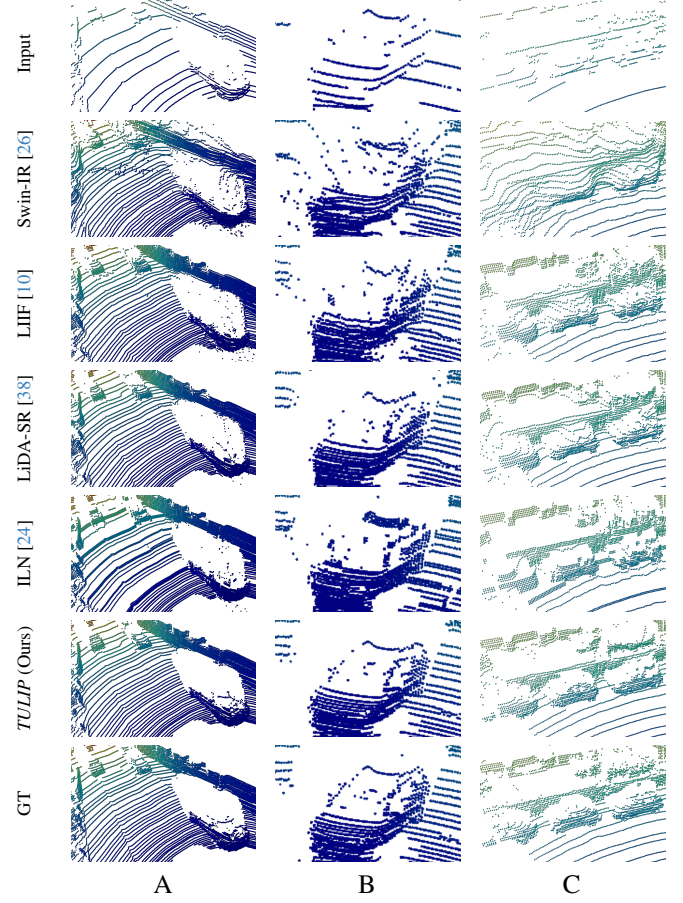 Input
Swin-IR [26]
LIIF [10]
LiDA-SR [38]
ILN [24]
TULIP (Ours)
GT
A B C